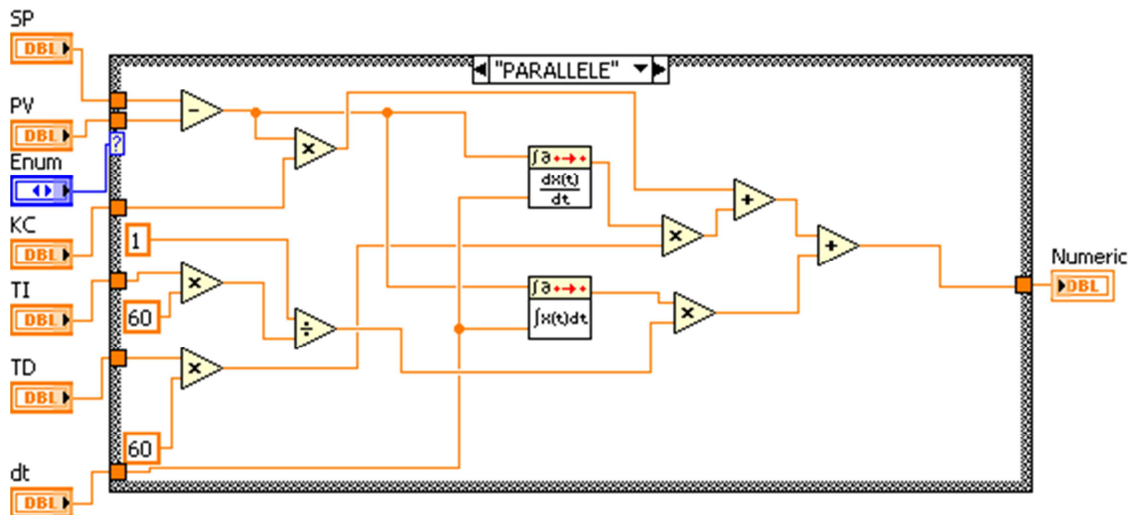 SP
DBL
"PARALLELE"
PV
DBL
-
?
×
Enum
∫∂
dx(t)
dt
+
KC
DBL
1
×
+
Numeric
DBL
TI
DBL
×
∫∂
∫x(t)dt
×
60
÷
TD
DBL
×
60
dt
DBL